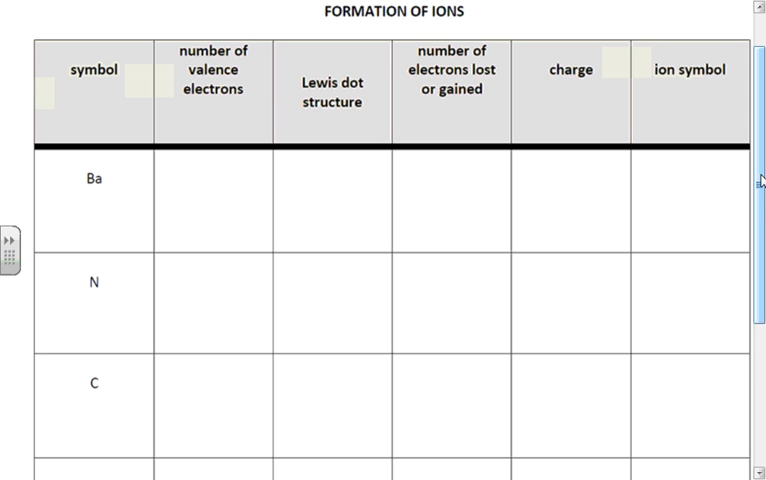 FORMATION OF IONS
symbol
number of
valence
electrons
Lewis dot
structure
number of
electrons lost
or gained
charge
ion symbol
Ba
N
C